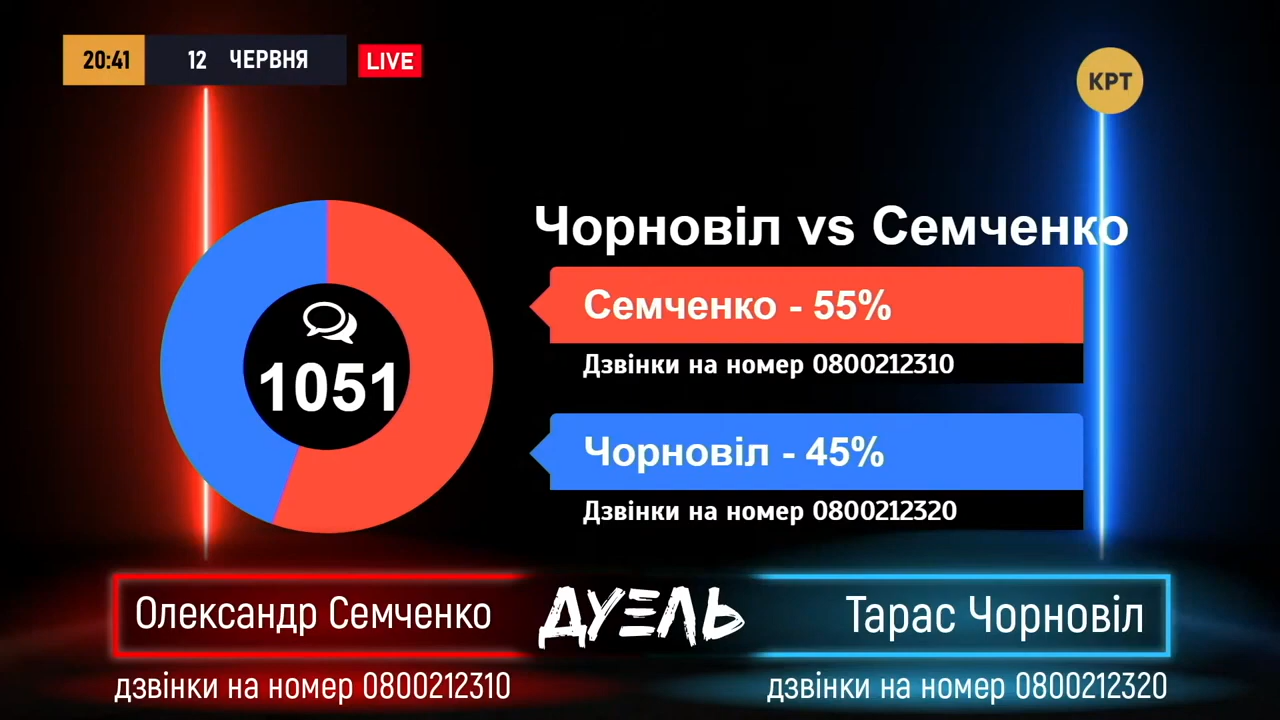 20:41 12 ЧЕРВНЯ LIVE
КРТ
Чорновіл vs Семченко
Семченко - 55%
Дзвінки на номер 0800212310
1051
Чорновіл - 45%
Дзвінки на номер 0800212320
Олександр Семченко ДУЕЛЬ Тарас Чорновіл
дзвінки на номер 0800212310 дзвінки на номер 0800212320